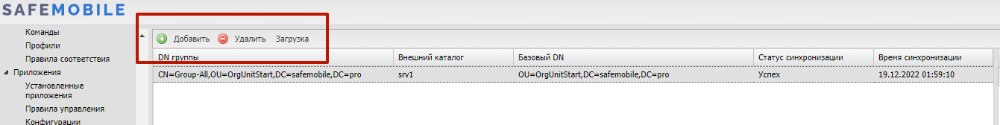 SAFEMOBILE
Команды
Профили
Правила соответствия
Приложения
Установленные
приложения
Правила управления
Конфигурации
Добавить Удалить Загрузка
DN группы Внешний каталог Базовый DN Статус синхронизации Время синхронизации
CN=Group-All,OU=OrgUnitStart,DC=safemobile,DC=pro srv1 OU=OrgUnitStart,DC=safemobile,DC=pro Успех 19.12.2022 01:59:10